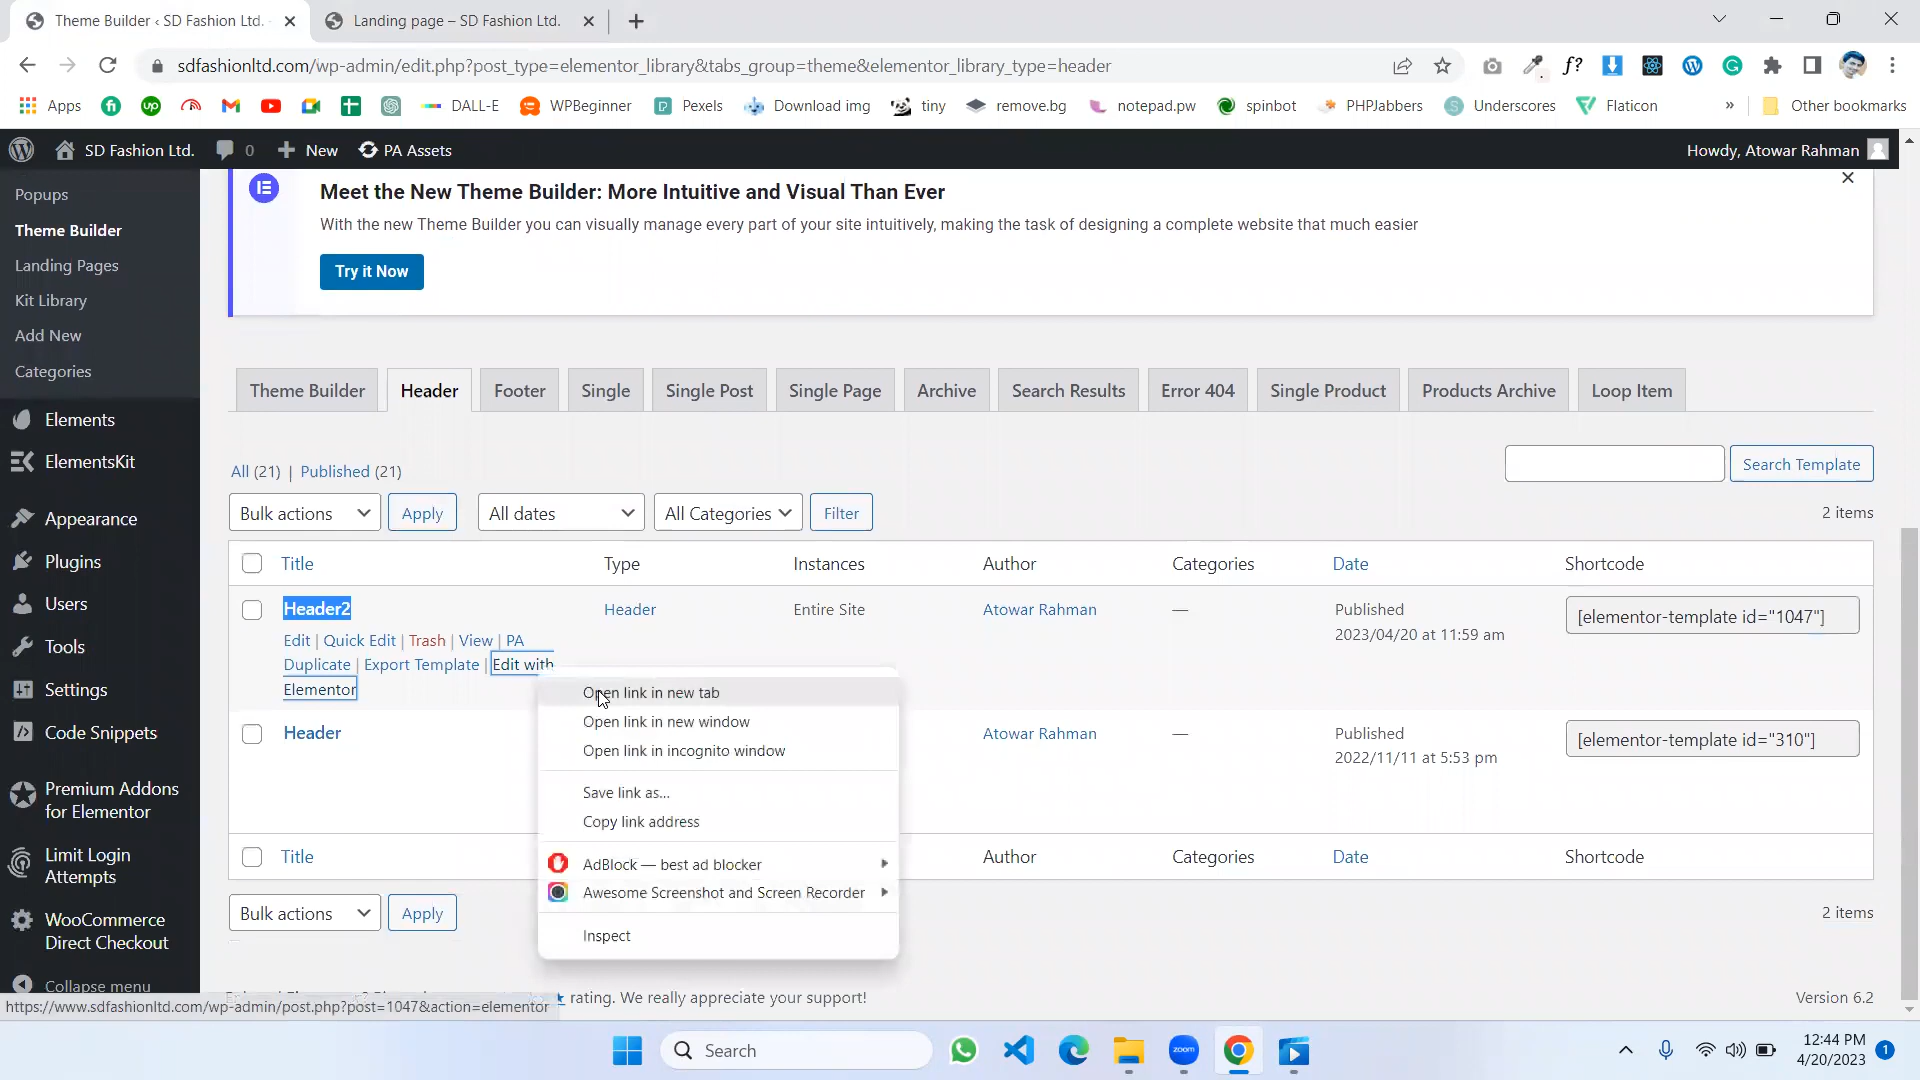 Theme Builder ‹ SD Fashion Ltd.
Landing page – SD Fashion Ltd.
sdfashionltd.com/wp-admin/edit.php?post_type=elementor_library&tabs_group=theme&elementor_library_type=header
Apps
DALL-E
WPBeginner
Pexels
Download img
tiny
remove.bg
notepad.pw
spinbot
PHPJabbers
Underscores
Flaticon
»
Other bookmarks
SD Fashion Ltd.
0
New
PA Assets
Howdy, Atowar Rahman
Popups
Theme Builder
Landing Pages
Kit Library
Add New
Categories
Elements
ElementsKit
Appearance
Plugins
Users
Tools
Settings
Code Snippets
Premium Addons
for Elementor
Limit Login
Attempts
WooCommerce
Direct Checkout
Collapse menu
Meet the New Theme Builder: More Intuitive and Visual Than Ever
With the new Theme Builder you can visually manage every part of your site intuitively, making the task of designing a complete website that much easier
Try it Now
Theme Builder
Header
Footer
Single
Single Post
Single Page
Archive
Search Results
Error 404
Single Product
Products Archive
Loop Item
All (21) | Published (21)
Search Template
Bulk actions
Apply
All dates
All Categories
Filter
2 items
Title
Type
Instances
Author
Categories
Date
Shortcode
Header2
Header
Entire Site
Atowar Rahman
—
Published
2023/04/20 at 11:59 am
[elementor-template id="1047"]
Edit | Quick Edit | Trash | View | PA
Duplicate | Export Template | Edit with
Elementor
Header
Atowar Rahman
—
Published
2022/11/11 at 5:53 pm
[elementor-template id="310"]
Open link in new tab
Open link in new window
Open link in incognito window
Save link as...
Copy link address
AdBlock — best ad blocker
Awesome Screenshot and Screen Recorder
Inspect
Title
Author
Categories
Date
Shortcode
Bulk actions
Apply
2 items
rating. We really appreciate your support!
Version 6.2
https://www.sdfashionltd.com/wp-admin/post.php?post=1047&action=elementor
Search
zoom
12:44 PM
4/20/2023
1